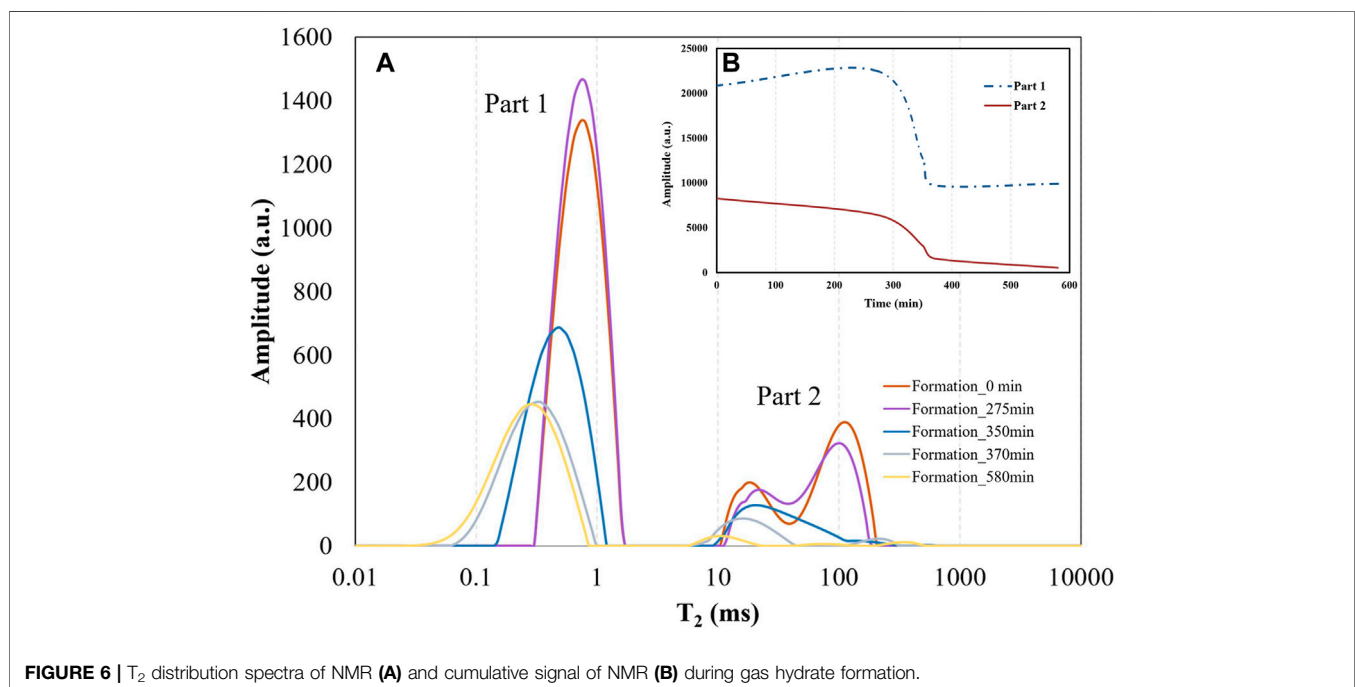 1600
1400
1200
1000
800
600
400
200
0
Amplitude (a.u.)
A
Part 1
Part 2
0.01 0.1 1 10 100 1000 10000
T2 (ms)
Formation_0 min
Formation_275min
Formation_350min
Formation_370min
Formation_580min
B
25000
20000
15000
10000
5000
0
Amplitude (a.u.)
Part 1
Part 2
0 100 200 300 400 500 600
Time (min)
FIGURE 6 | T2 distribution spectra of NMR (A) and cumulative signal of NMR (B) during gas hydrate formation.